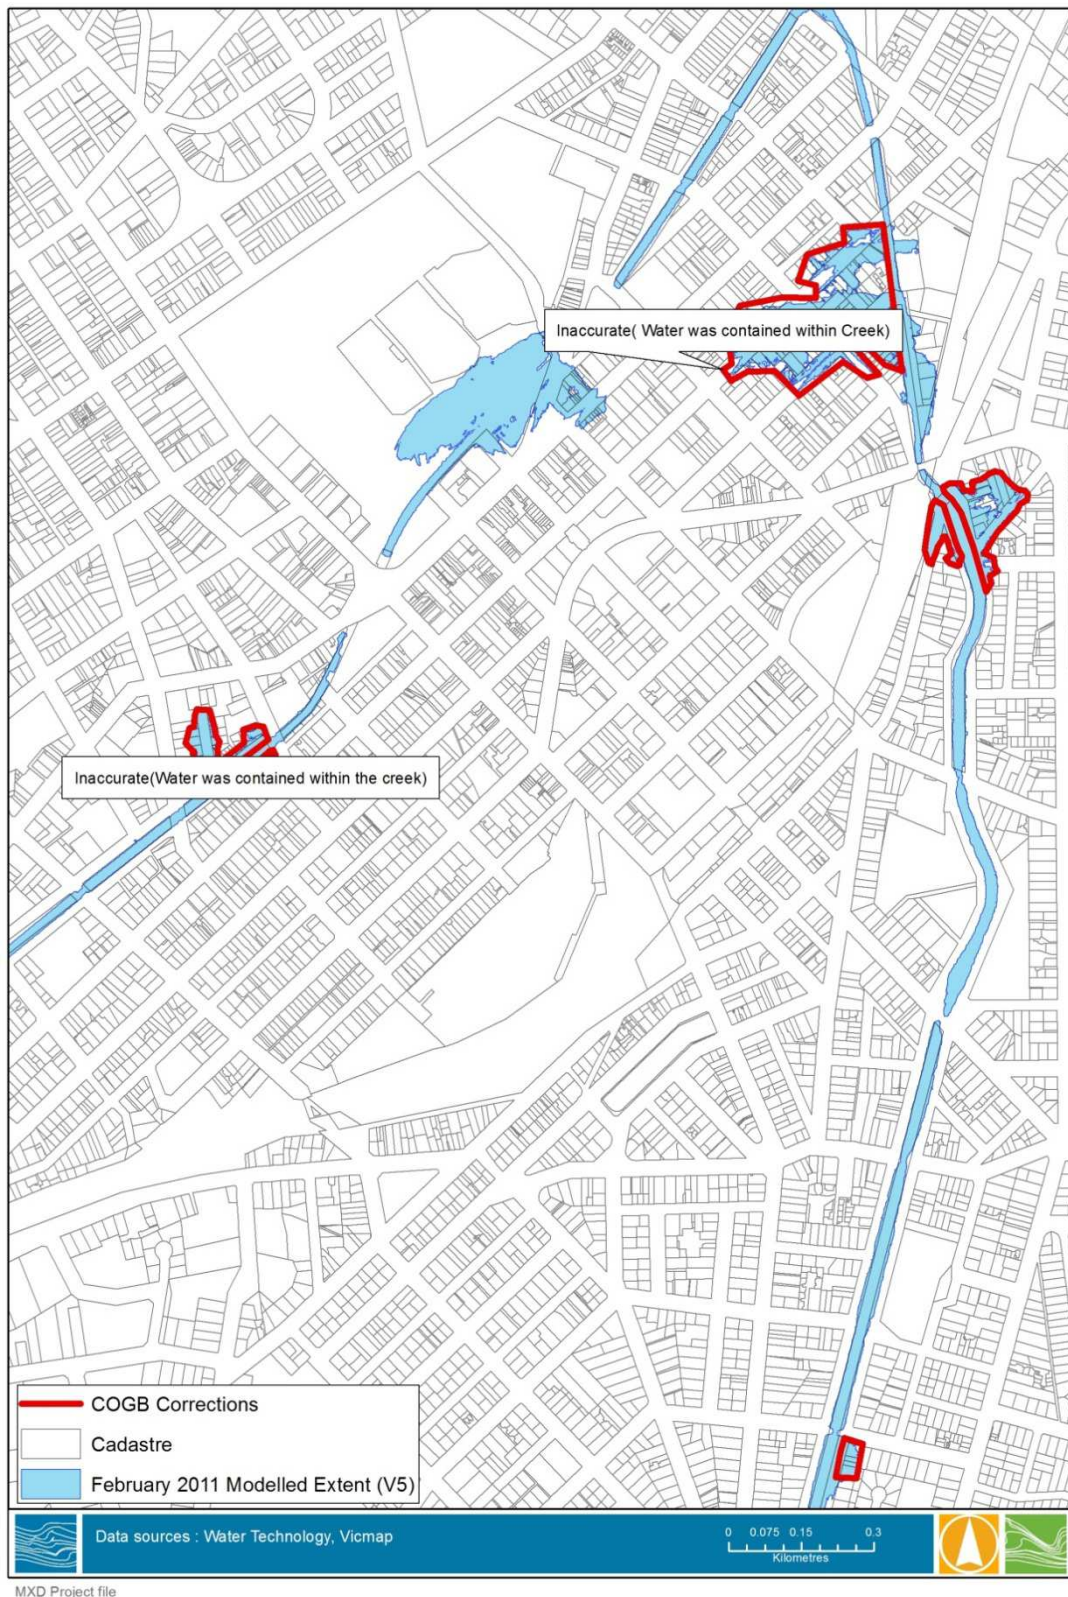 Inaccurate( Water was contained within Creek)
Inaccurate(Water was contained within the creek)
COGB Corrections
Cadastre
February 2011 Modelled Extent (V5)
Data sources : Water Technology, Vicmap
0 0.075 0.15 0.3
Kilometres
MXD Project file